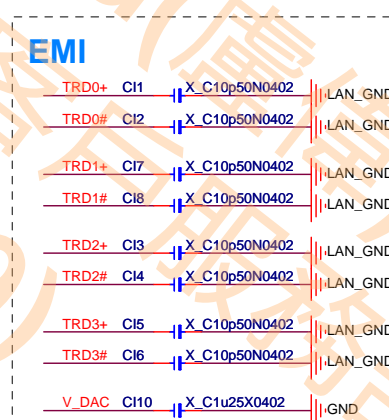 EMI
TRD0+ CI1 X_C10p50N0402 LAN_GND
TRD0# CI2 X_C10p50N0402 LAN_GND
TRD1+ CI7 X_C10p50N0402 LAN_GND
TRD1# CI8 X_C10p50N0402 LAN_GND
TRD2+ CI3 X_C10p50N0402 LAN_GND
TRD2# CI4 X_C10p50N0402 LAN_GND
TRD3+ CI5 X_C10p50N0402 LAN_GND
TRD3# CI6 X_C10p50N0402 LAN_GND
V_DAC CI10 X_C1u25X0402 GND